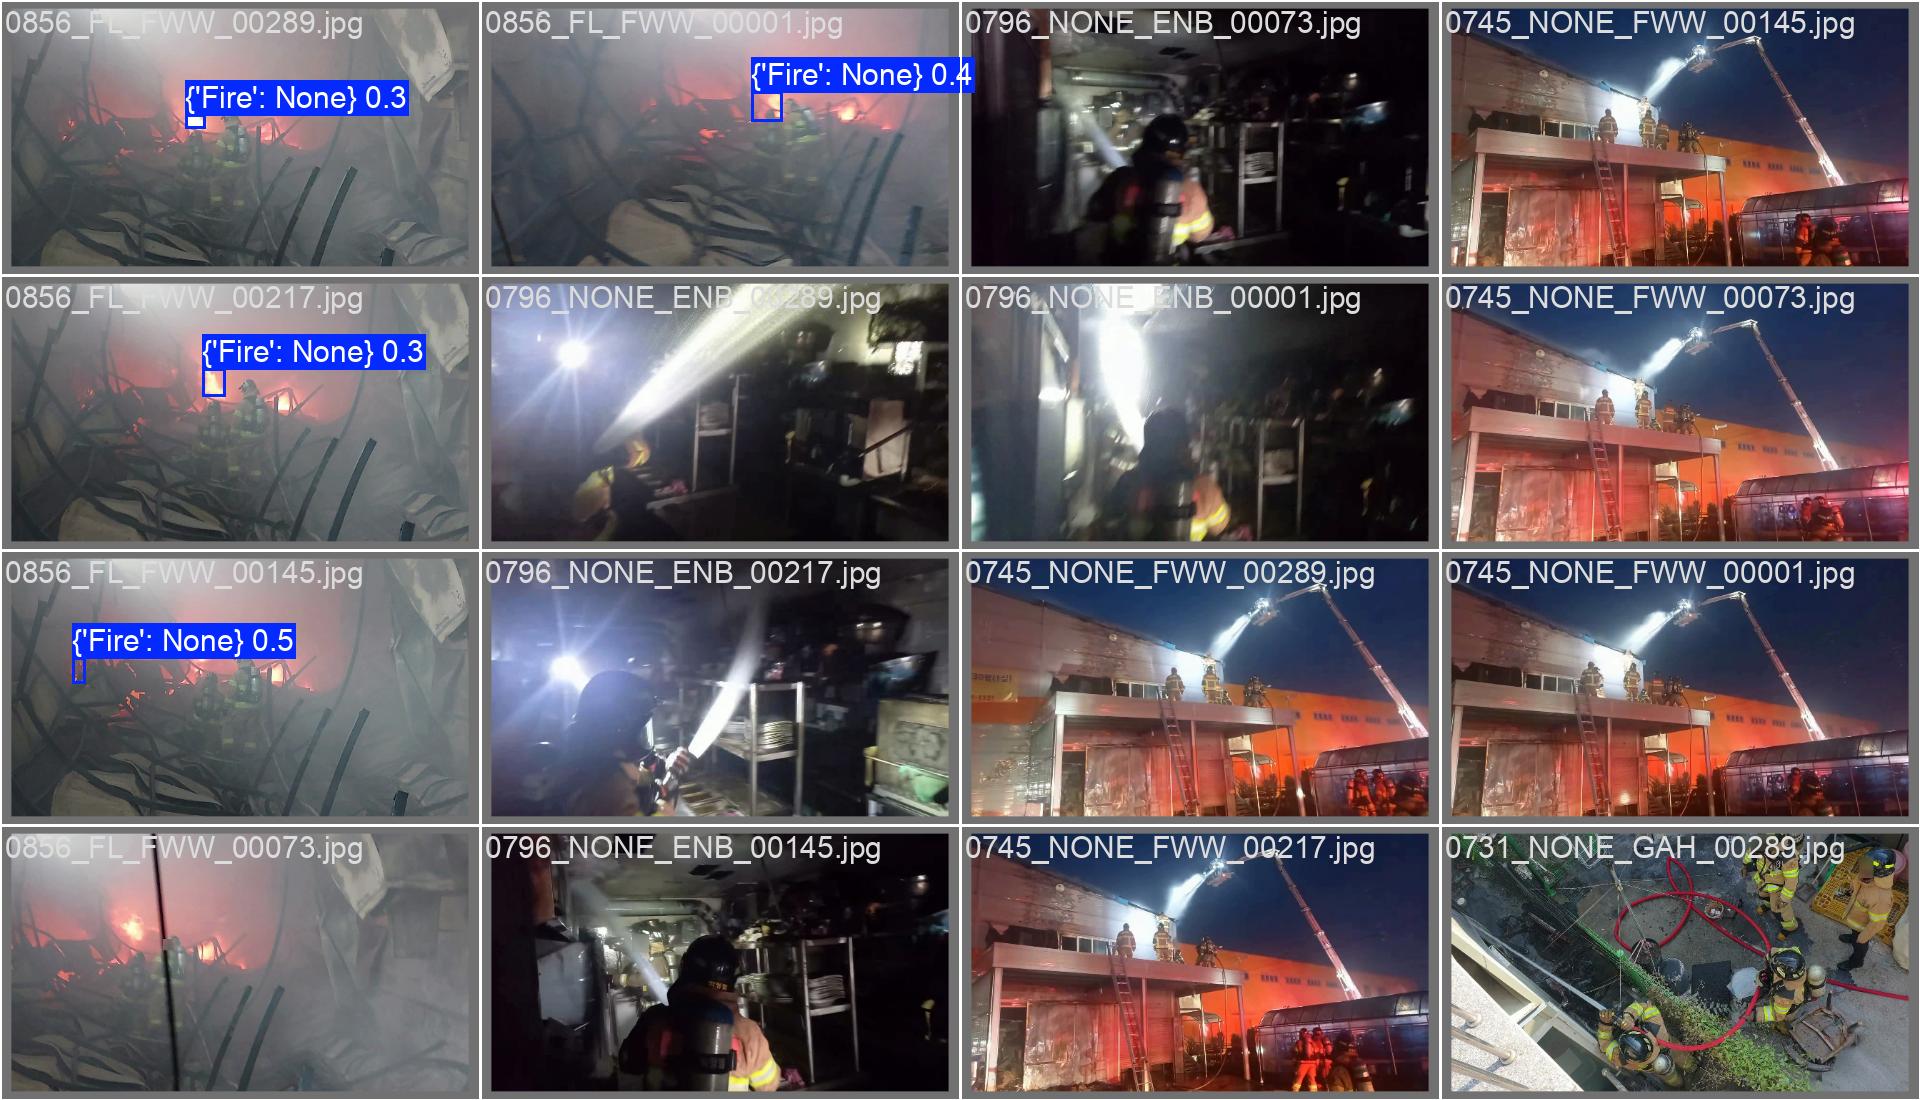 0856_FL_FWW_00289.jpg
{'Fire': None} 0.3
0856_FL_FWW_00001.jpg
{'Fire': None} 0.4
0796_NONE_ENB_00073.jpg
0745_NONE_FWW_00145.jpg
0856_FL_FWW_00217.jpg
{'Fire': None} 0.3
0796_NONE_ENB_00289.jpg
0796_NONE_ENB_00001.jpg
0745_NONE_FWW_00073.jpg
0856_FL_FWW_00145.jpg
{'Fire': None} 0.5
0796_NONE_ENB_00217.jpg
0745_NONE_FWW_00289.jpg
0745_NONE_FWW_00001.jpg
0856_FL_FWW_00073.jpg
0796_NONE_ENB_00145.jpg
0745_NONE_FWW_00217.jpg
0731_NONE_GAH_00289.jpg